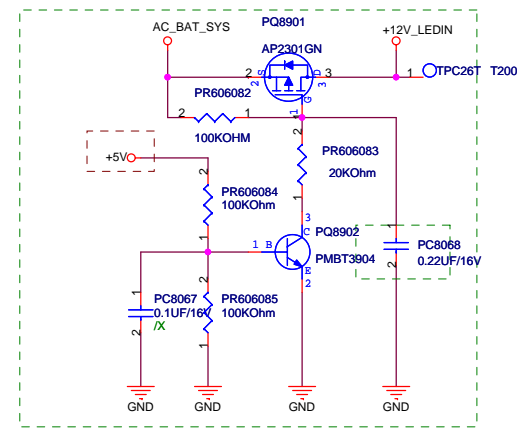 AC_BAT_SYS
PQ8901
+12V_LEDIN
AP2301GN
2 S D 3
2 3
1 TPC26T T200
G
1
PR606082
2 1
100KOHM
2
PR606083
20KOhm
1
+5V
2
PR606084
100KOhm
1
3
C
PQ8902
1 B
PMBT3904
E
2
1
PC8068
0.22UF/16V
2
1
PC8067
0.1UF/16V
/X
2
2
PR606085
100KOhm
1
GND
GND
GND
GND